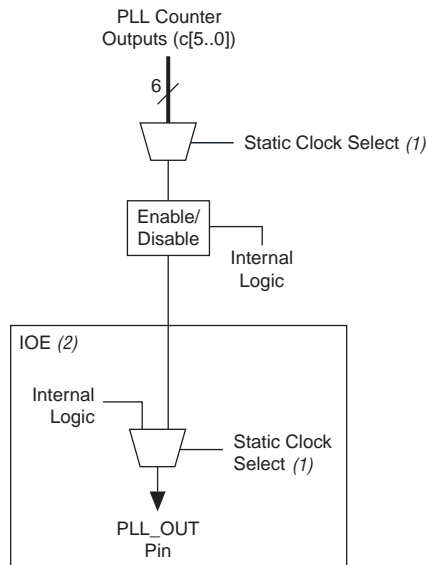 PLL Counter
Outputs (c[5..0])
6
Static Clock Select (1)
Enable/
Disable
Internal
Logic
IOE (2)
Internal
Logic
Static Clock
Select (1)
PLL_OUT
Pin